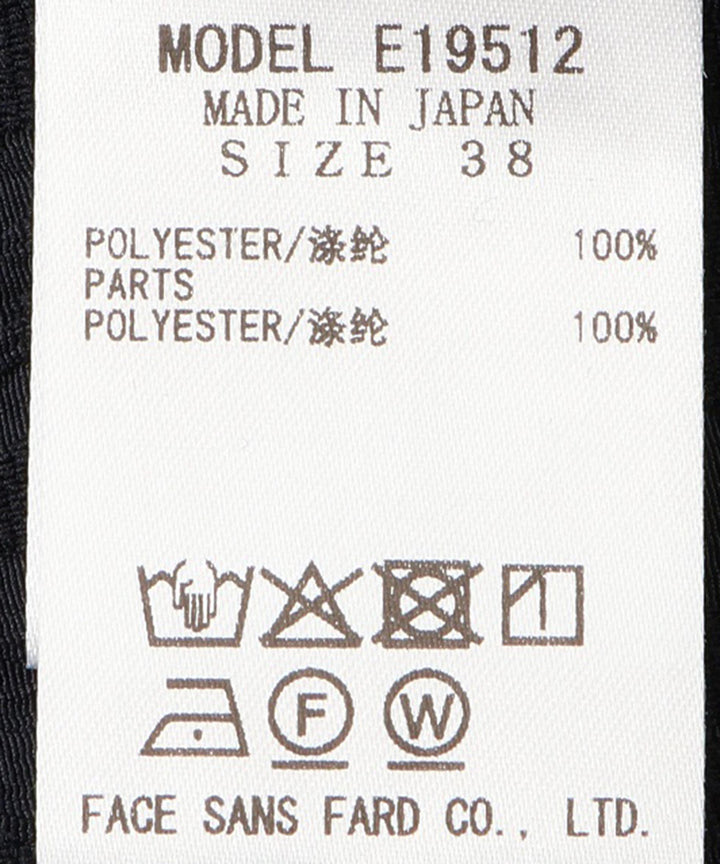 MODEL E19512
MADE IN JAPAN
SIZE 38
POLYESTER/涤纶 100%
PARTS
POLYESTER/涤纶 100%
F W
FACE SANS FARD CO., LTD.